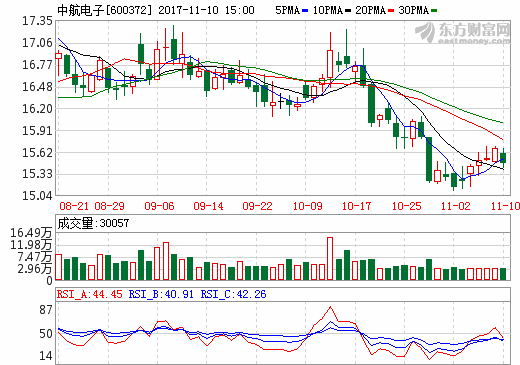 中航电子[600372] 2017-11-10 15:00 5PMA 10PMA 20PMA 30PMA
东方财富网
eastmoney.com
17.35
17.06
16.77
16.48
16.20
15.91
15.62
15.33
15.04
08-21 08-29 09-06 09-14 09-22 10-09 10-17 10-25 11-02 11-10
成交量:30057
16.49万
11.98万
7.47万
2.96万
0
RSI_A:44.45 RSI_B:40.91 RSI_C:42.26
87
50
14